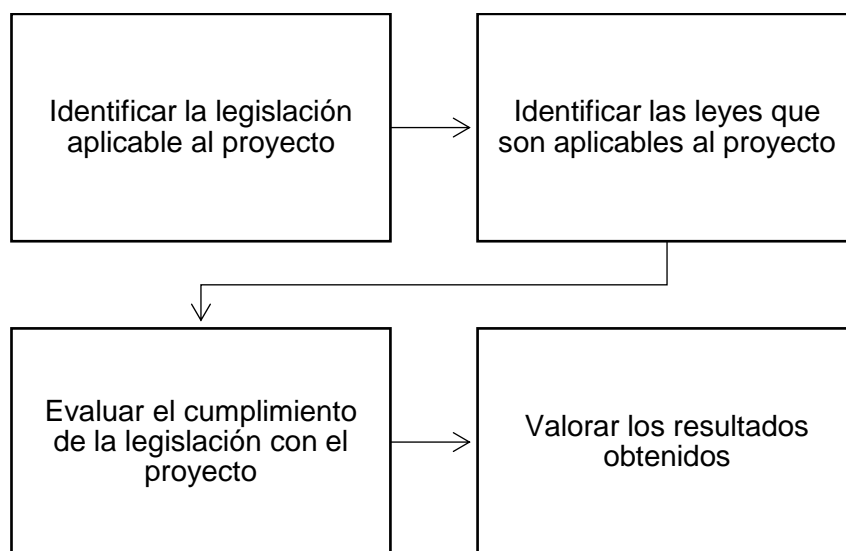 Identificar la legislación
aplicable al proyecto
Identificar las leyes que
son aplicables al proyecto
Evaluar el cumplimiento
de la legislación con el
proyecto
Valorar los resultados
obtenidos